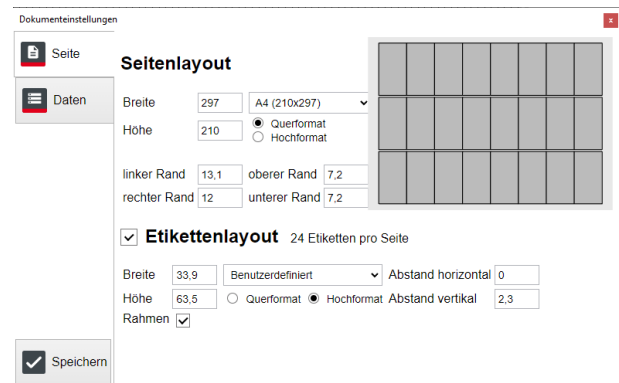 Dokumenteinstellungen
x
Seite
Daten
Seitenlayout
Breite 297 A4 (210x297)
Höhe 210 Querformat
Hochformat
linker Rand 13,1 oberer Rand 7,2
rechter Rand 12 unterer Rand 7,2
Etikettenlayout 24 Etiketten pro Seite
Breite 33,9 Benutzerdefiniert Abstand horizontal 0
Höhe 63,5 Querformat Hochformat Abstand vertikal 2,3
Rahmen
Speichern